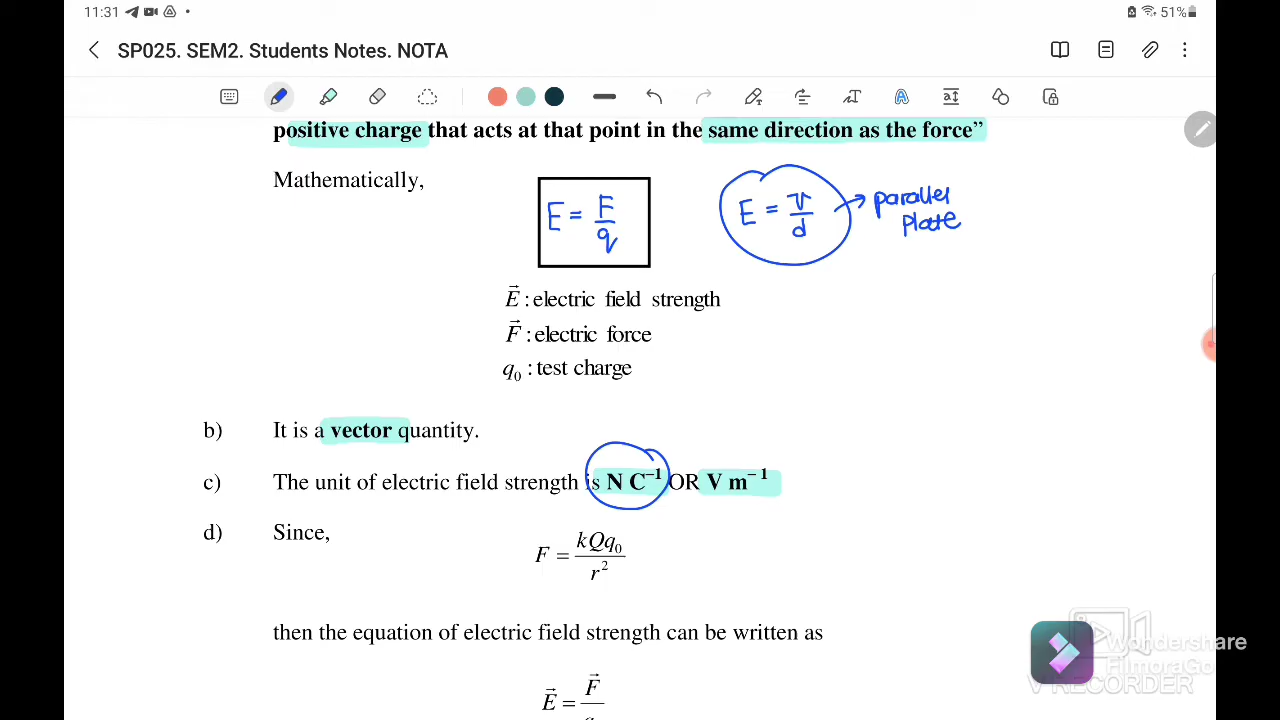 11:31
51%
SP025. SEM2. Students Notes. NOTA
positive charge that acts at that point in the same direction as the force”
Mathematically,
E = F/q
E = V/d → parallel plate
E⃗ : electric field strength
F⃗ : electric force
q₀ : test charge
b) It is a vector quantity.
c) The unit of electric field strength is N C⁻¹ OR V m⁻¹
d) Since,
F = kQq₀/r²
then the equation of electric field strength can be written as
E⃗ = F⃗
Wondershare
FilmoraGo
V RECORDER